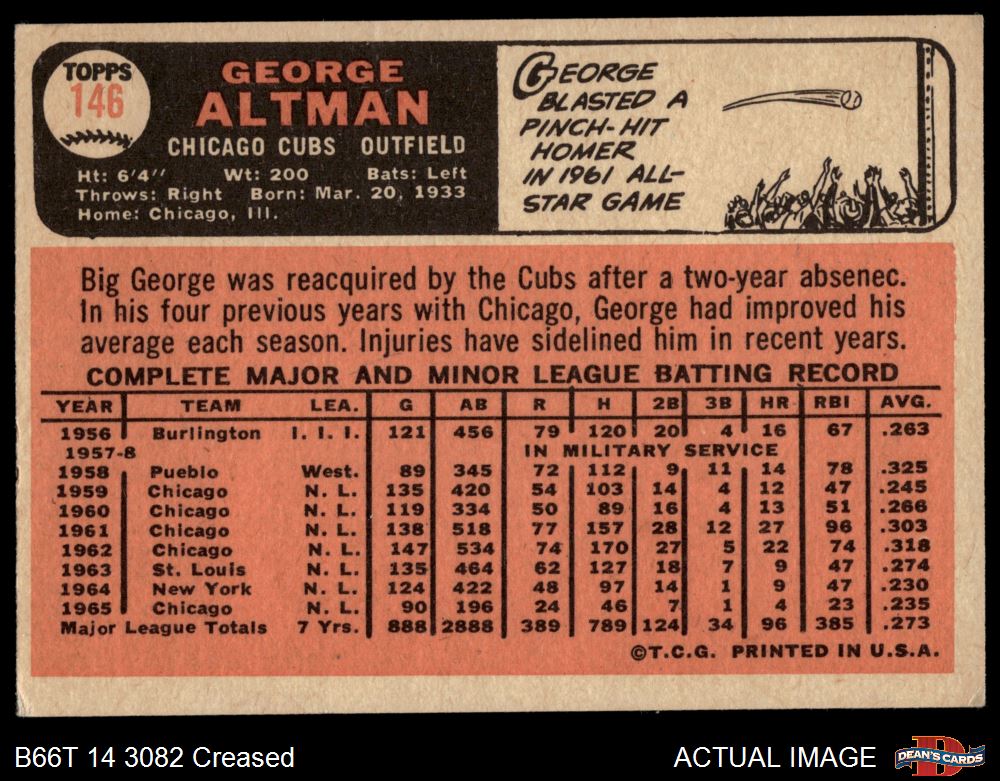 TOPPS
146
GEORGE
ALTMAN
CHICAGO CUBS OUTFIELD
Ht: 6'4" Wt: 200 Bats: Left
Throws: Right Born: Mar. 20, 1933
Home: Chicago, Ill.
GEORGE
BLASTED A
PINCH-HIT
HOMER
IN 1961 ALL-
STAR GAME
Big George was reacquired by the Cubs after a two-year absenec.
In his four previous years with Chicago, George had improved his
average each season. Injuries have sidelined him in recent years.
COMPLETE MAJOR AND MINOR LEAGUE BATTING RECORD
YEAR TEAM LEA. G AB R H 2B 3B HR RBI AVG.
1956 Burlington I. I. I. 121 456 79 120 20 4 16 67 .263
1957-8 IN MILITARY SERVICE
1958 Pueblo West. 89 345 72 112 9 11 14 78 .325
1959 Chicago N. L. 135 420 54 103 14 4 12 47 .245
1960 Chicago N. L. 119 334 50 89 16 4 13 51 .266
1961 Chicago N. L. 138 518 77 157 28 12 27 96 .303
1962 Chicago N. L. 147 534 74 170 27 5 22 74 .318
1963 St. Louis N. L. 135 464 62 127 18 7 9 47 .274
1964 New York N. L. 124 422 48 97 14 1 9 47 .230
1965 Chicago N. L. 90 196 24 46 7 1 4 23 .235
Major League Totals 7 Yrs. 888 2888 389 789 124 34 96 385 .273
©T.C.G. PRINTED IN U.S.A.
B66T 14 3082 Creased
ACTUAL IMAGE
D
DEAN'S CARDS